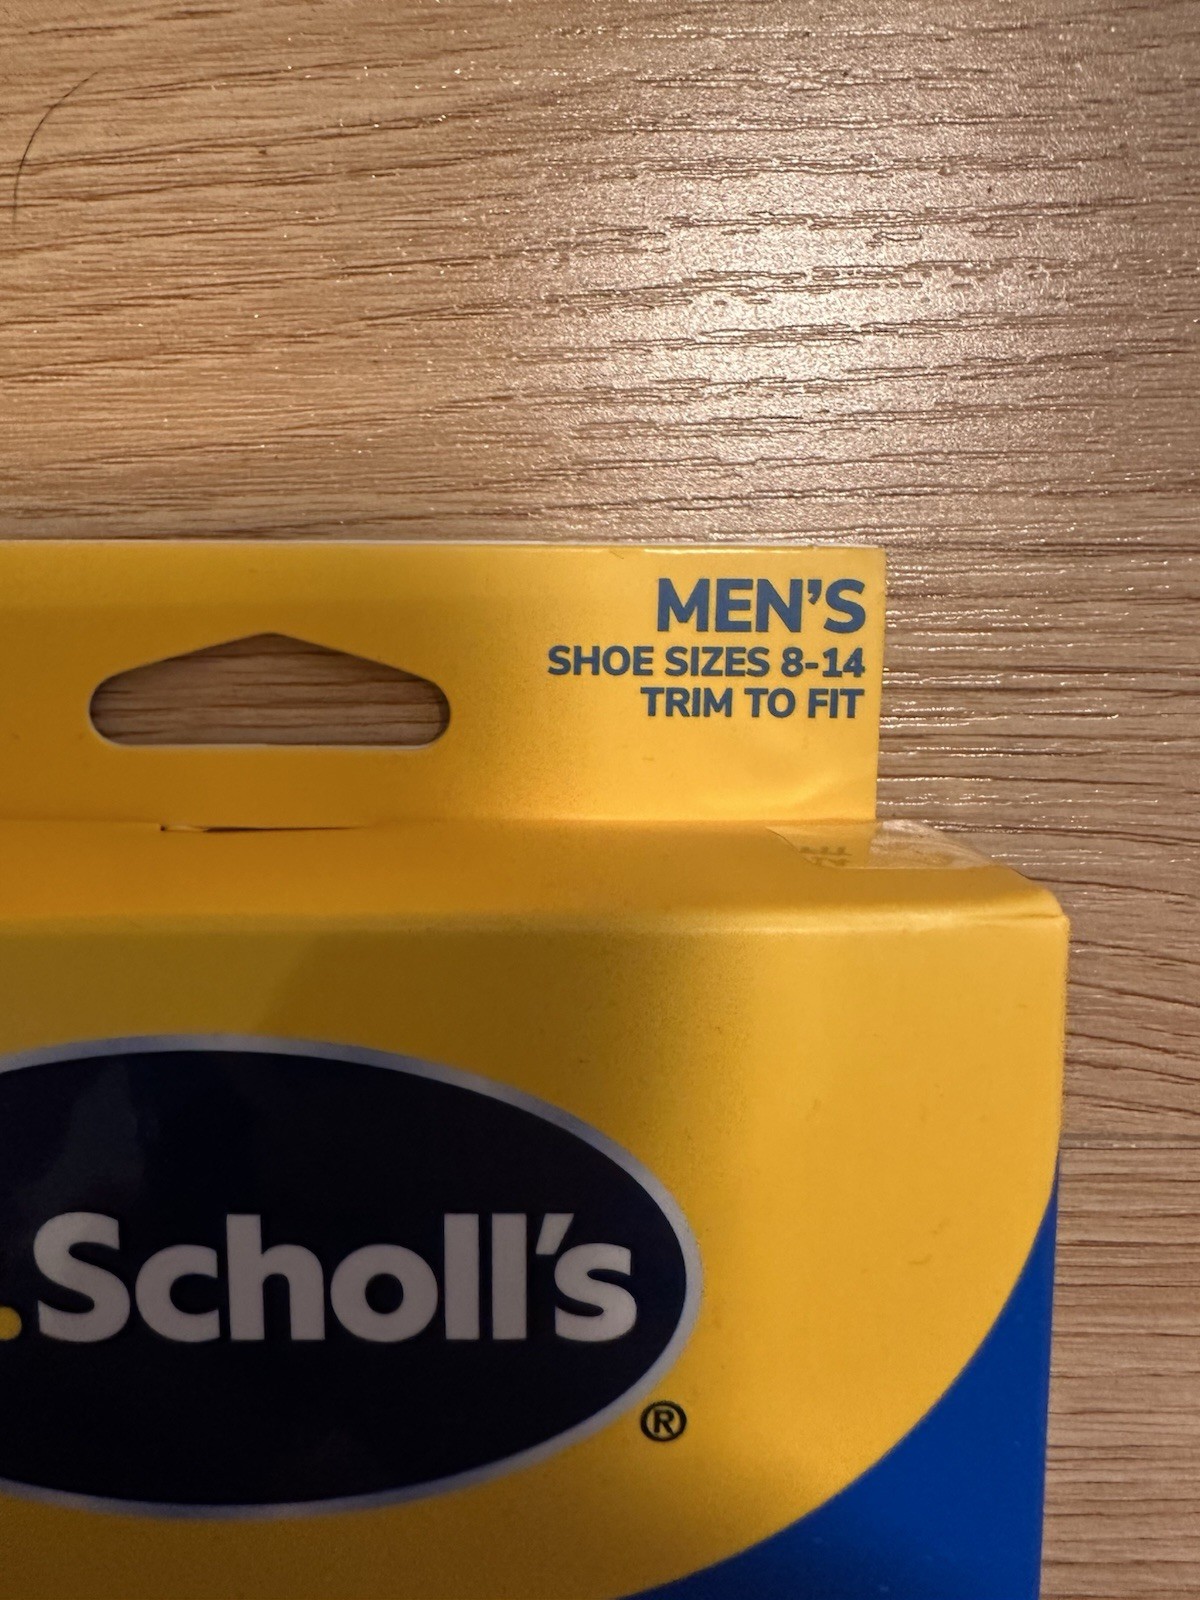 MEN'S
SHOE SIZES 8-14
TRIM TO FIT
.Scholl's
®